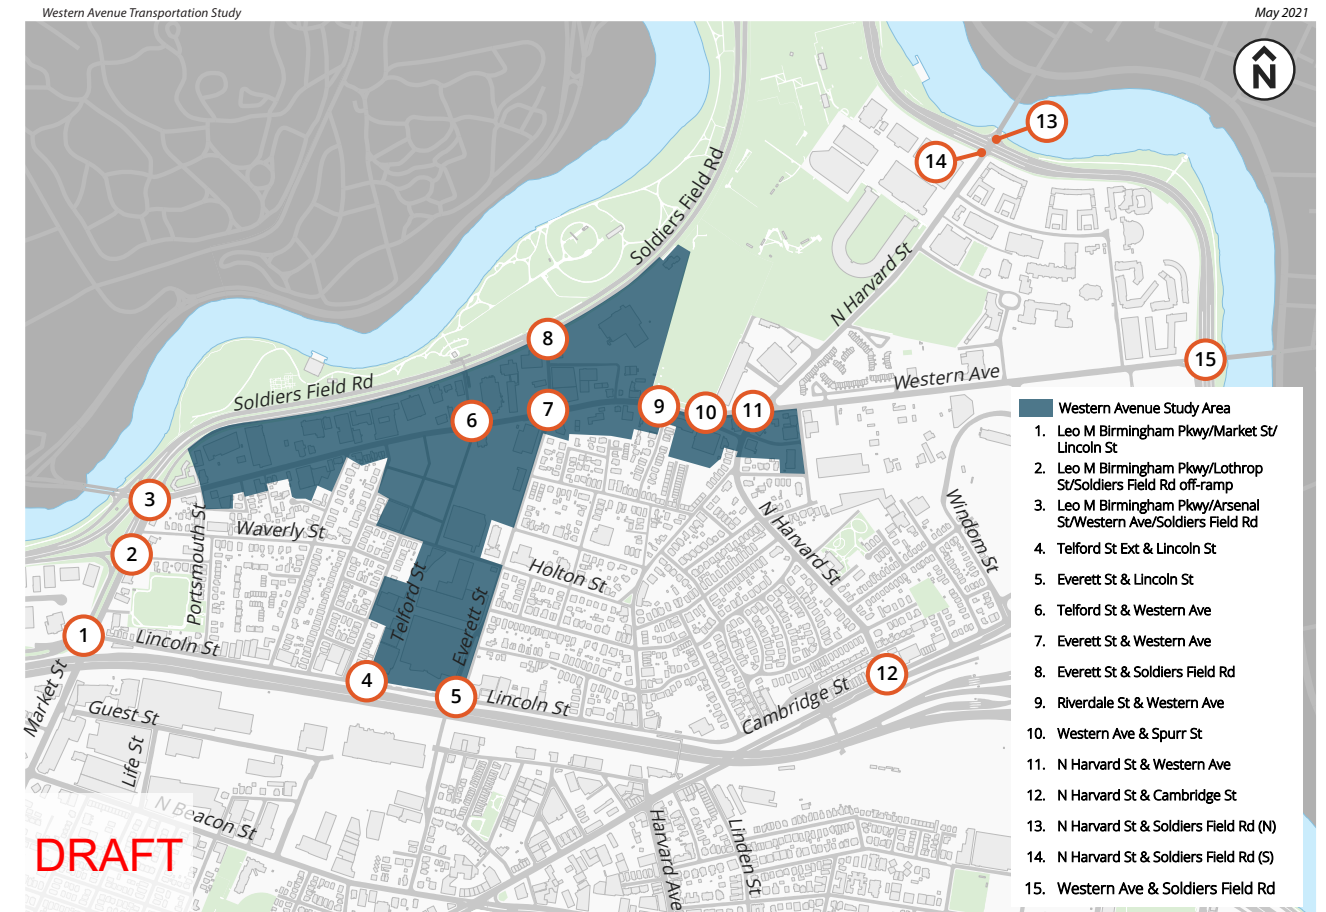 Western Avenue Transportation Study
May 2021
N
13
14
Soldiers Field Rd
N Harvard St
8
15
Soldiers Field Rd
Western Ave
9
10
11
7
6
3
Waverly St
Portsmouth St
2
N Harvard St
Windom St
Holton St
Telford St
Everett St
1
Lincoln St
4
5
Lincoln St
12
Cambridge St
Market St
Guest St
Life St
N Beacon St
Harvard Ave
Linden St
DRAFT
Western Avenue Study Area
1. Leo M Birmingham Pkwy/Market St/
Lincoln St
2. Leo M Birmingham Pkwy/Lothrop
St/Soldiers Field Rd off-ramp
3. Leo M Birmingham Pkwy/Arsenal
St/Western Ave/Soldiers Field Rd
4. Telford St Ext & Lincoln St
5. Everett St & Lincoln St
6. Telford St & Western Ave
7. Everett St & Western Ave
8. Everett St & Soldiers Field Rd
9. Riverdale St & Western Ave
10. Western Ave & Spurr St
11. N Harvard St & Western Ave
12. N Harvard St & Cambridge St
13. N Harvard St & Soldiers Field Rd (N)
14. N Harvard St & Soldiers Field Rd (S)
15. Western Ave & Soldiers Field Rd